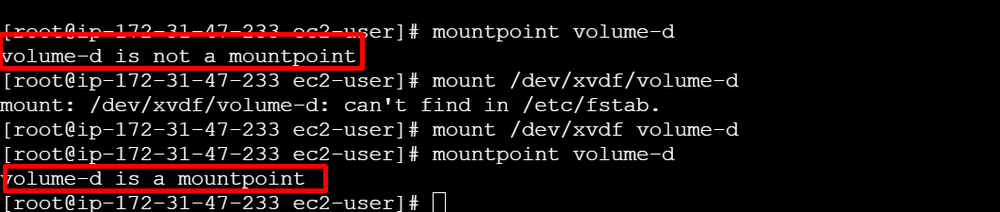 [root@ip-172-31-47-233 ec2-user]# mountpoint volume-d
volume-d is not a mountpoint
[root@ip-172-31-47-233 ec2-user]# mount /dev/xvdf/volume-d
mount: /dev/xvdf/volume-d: can't find in /etc/fstab.
[root@ip-172-31-47-233 ec2-user]# mount /dev/xvdf volume-d
[root@ip-172-31-47-233 ec2-user]# mountpoint volume-d
volume-d is a mountpoint
[root@ip-172-31-47-233 ec2-user]#